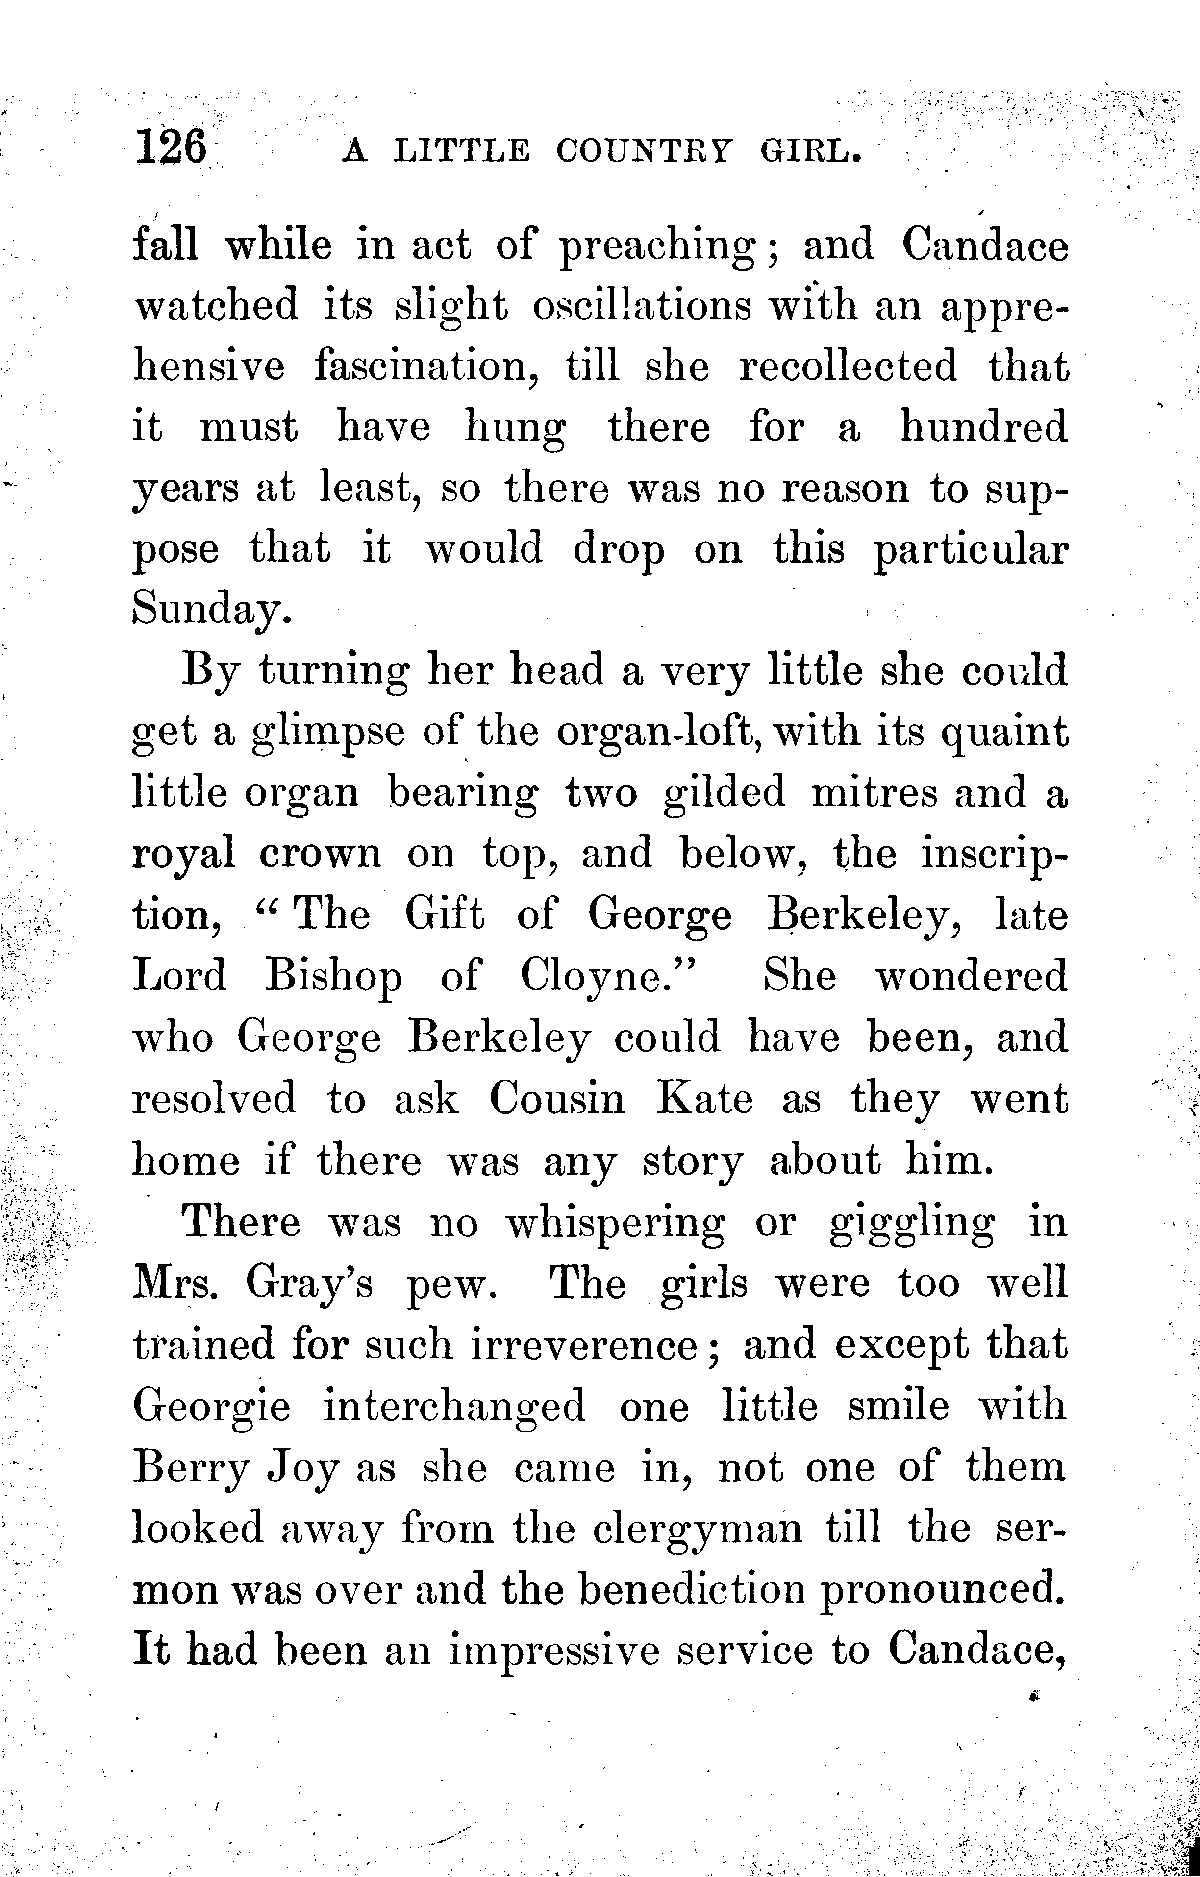 126 A LITTLE COUNTRY GIRL.
fall while in act of preaching; and Candace
watched its slight oscillations with an appre-
hensive fascination, till she recollected that
it must have hung there for a hundred
years at least, so there was no reason to sup-
pose that it would drop on this particular
Sunday.
By turning her head a very little she could
get a glimpse of the organ-loft, with its quaint
little organ bearing two gilded mitres and a
royal crown on top, and below, the inscrip-
tion, “The Gift of George Berkeley, late
Lord Bishop of Cloyne.” She wondered
who George Berkeley could have been, and
resolved to ask Cousin Kate as they went
home if there was any story about him.
There was no whispering or giggling in
Mrs. Gray’s pew. The girls were too well
trained for such irreverence; and except that
Georgie interchanged one little smile with
Berry Joy as she came in, not one of them
looked away from the clergyman till the ser-
mon was over and the benediction pronounced.
It had been an impressive service to Candace,